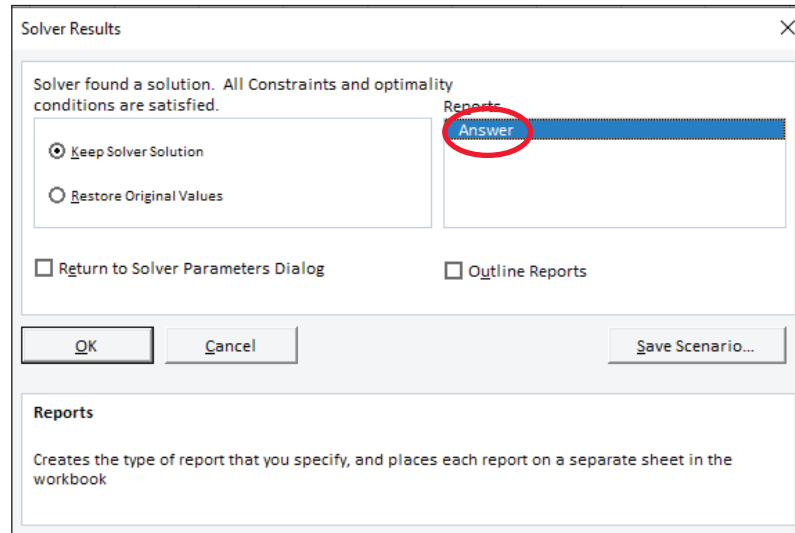 Solver Results
Solver found a solution. All Constraints and optimality
conditions are satisfied.
Reports
Answer
Keep Solver Solution
Restore Original Values
Return to Solver Parameters Dialog
Outline Reports
OK
Cancel
Save Scenario...
Reports
Creates the type of report that you specify, and places each report on a separate sheet in the
workbook